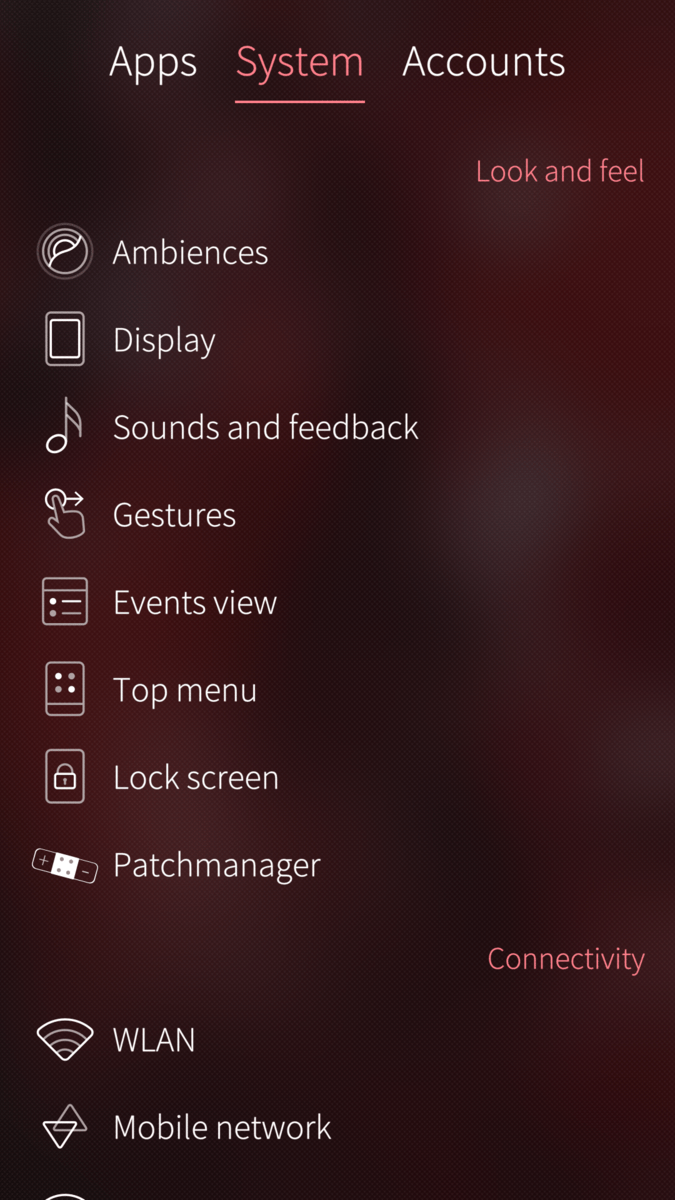 Apps System Accounts
Look and feel
Ambiences
Display
Sounds and feedback
Gestures
Events view
Top menu
Lock screen
Patchmanager
Connectivity
WLAN
Mobile network